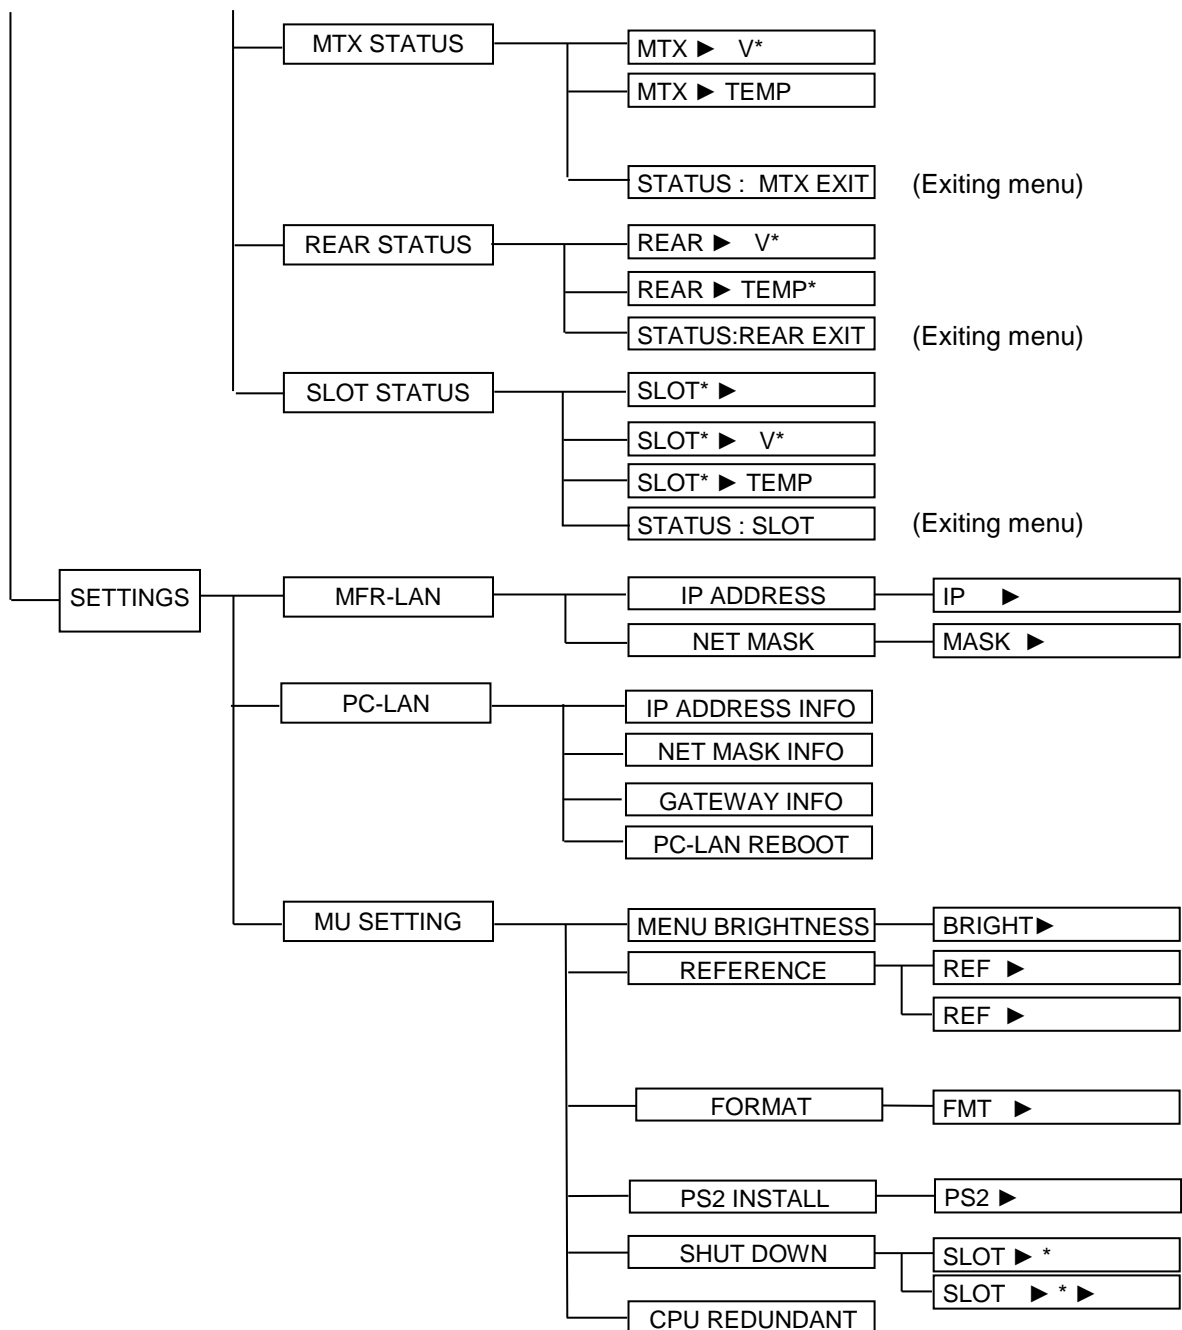 MTX STATUS
MTX ► V*
MTX ► TEMP
STATUS : MTX EXIT (Exiting menu)
REAR STATUS
REAR ► V*
REAR ► TEMP*
STATUS:REAR EXIT (Exiting menu)
SLOT STATUS
SLOT* ►
SLOT* ► V*
SLOT* ► TEMP
STATUS : SLOT (Exiting menu)
SETTINGS
MFR-LAN
IP ADDRESS
IP ►
NET MASK
MASK ►
PC-LAN
IP ADDRESS INFO
NET MASK INFO
GATEWAY INFO
PC-LAN REBOOT
MU SETTING
MENU BRIGHTNESS
BRIGHT►
REFERENCE
REF ►
REF ►
FORMAT
FMT ►
PS2 INSTALL
PS2 ►
SHUT DOWN
SLOT ► *
SLOT ► * ►
CPU REDUNDANT